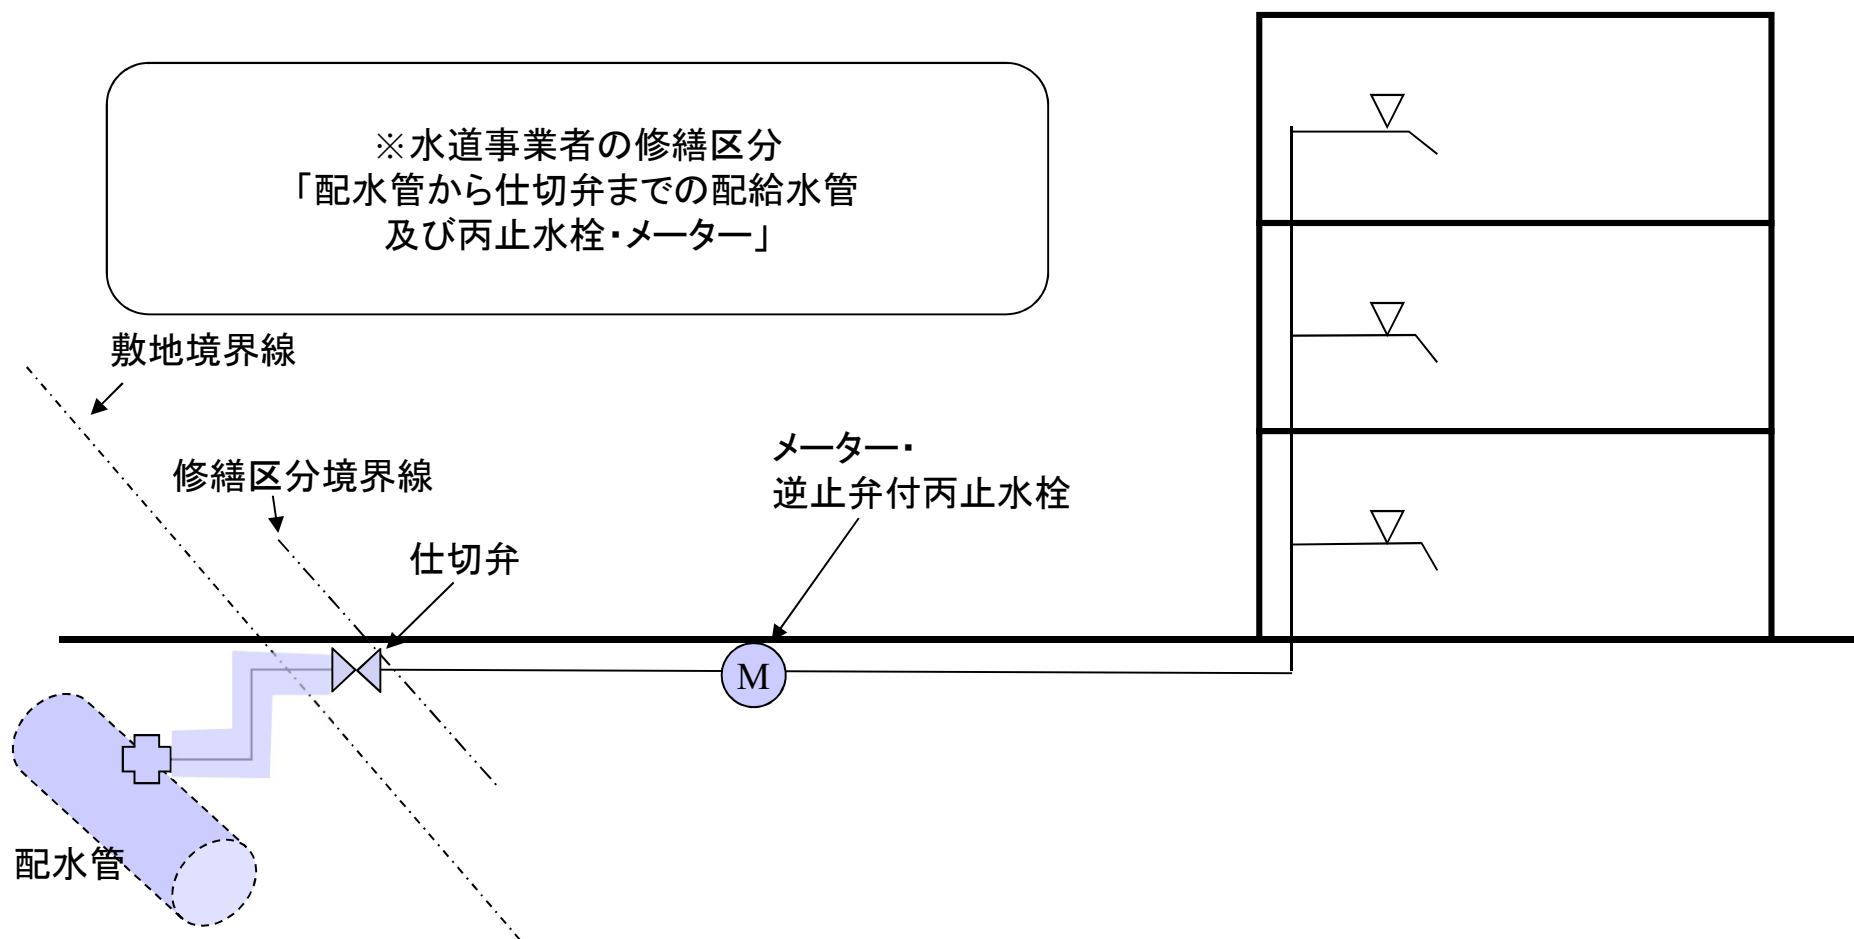 ※水道事業者の修繕区分
「配水管から仕切弁までの配給水管
及び丙止水栓・メーター」
敷地境界線
修繕区分境界線
仕切弁
メーター・
逆止弁付丙止水栓
M
配水管